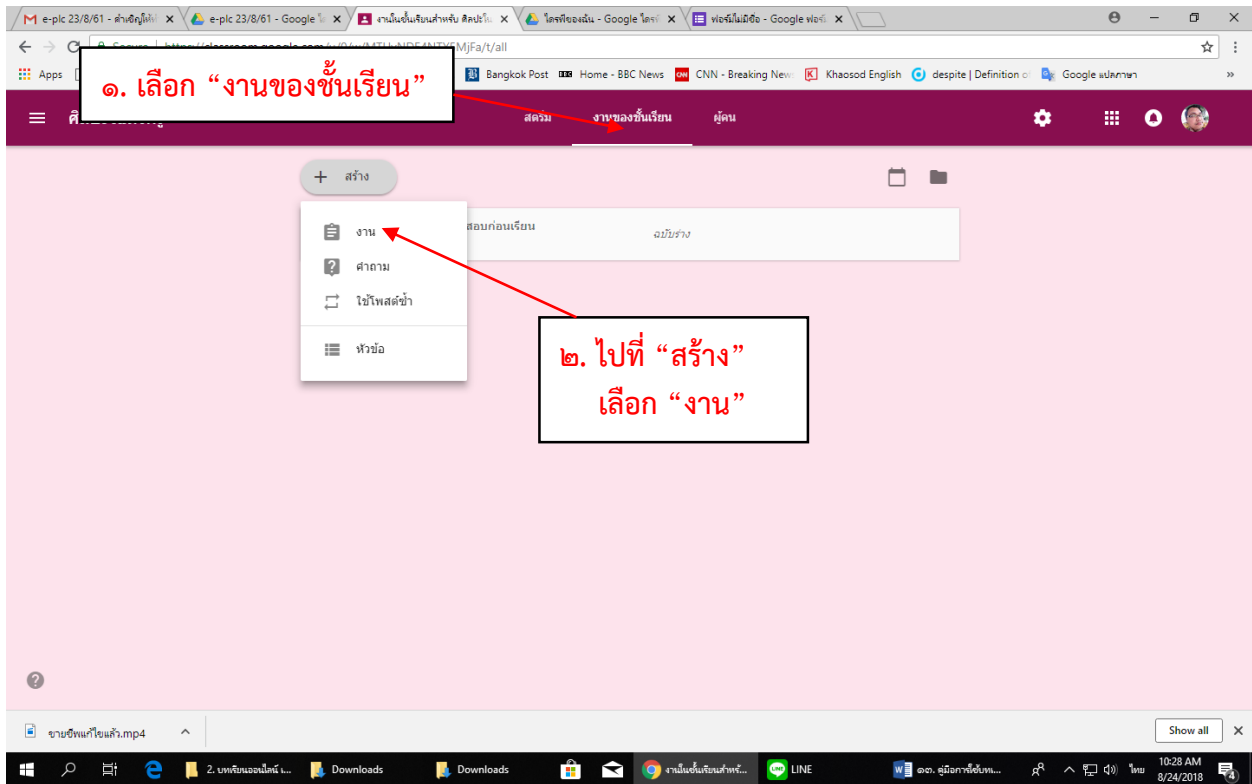 e-plc 23/8/61 - คำเชิญให้เ
e-plc 23/8/61 - Google ไ
งานในชั้นเรียนสำหรับ ศิลปะใน
ไดรฟ์ของฉัน - Google ไดรฟ์
ฟอร์มไม่มีชื่อ - Google ฟอร์
MjFa/t/all
Apps
Bangkok Post
Home - BBC News
CNN - Breaking New
Khaosod English
despite | Definition o
Google แปลภาษา
๑. เลือก “งานของชั้นเรียน”
สตรีม
งานของชั้นเรียน
ผู้คน
+ สร้าง
งาน
สอบก่อนเรียน
ฉบับร่าง
คำถาม
ใช้โพสต์ซ้ำ
หัวข้อ
๒. ไปที่ “สร้าง”
เลือก “งาน”
ขายชีพแก้ไขแล้ว.mp4
Show all
2. บทเรียนออนไลน์ เ...
Downloads
Downloads
งานในชั้นเรียนสำหรั...
LINE
๑๓. คู่มือการขึ้นบท...
ไทย
10:28 AM
8/24/2018